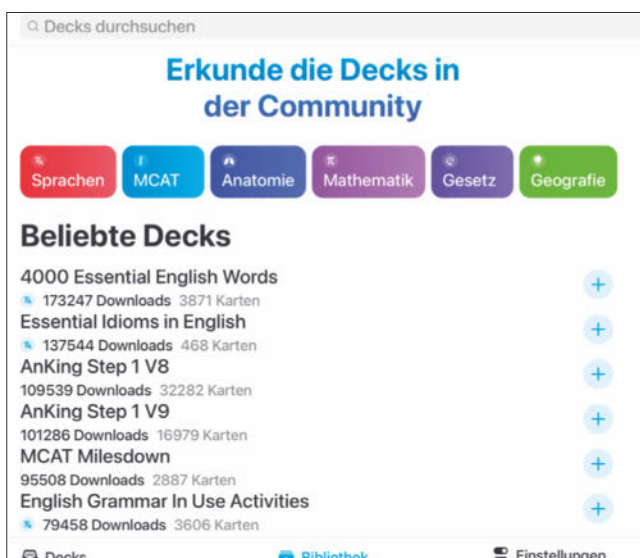 Decks durchsuchen
Erkunde die Decks in
der Community
Sprachen MCAT Anatomie Mathematik Gesetz Geografie
Beliebte Decks
4000 Essential English Words
173247 Downloads 3871 Karten
Essential Idioms in English
137544 Downloads 468 Karten
AnKing Step 1 V8
109539 Downloads 32282 Karten
AnKing Step 1 V9
101286 Downloads 16979 Karten
MCAT Milesdown
95508 Downloads 2887 Karten
English Grammar In Use Activities
79458 Downloads 3606 Karten
Decks Bibliothek Einstellungen